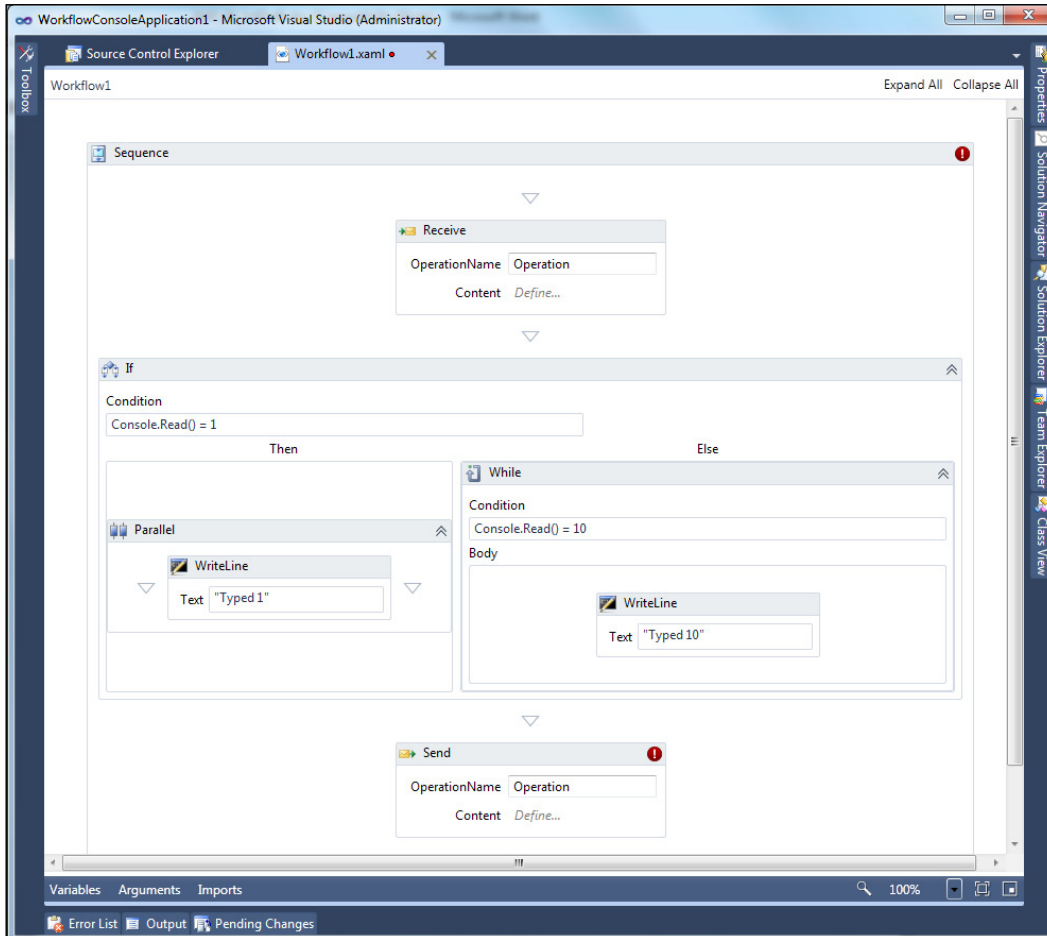 WorkflowConsoleApplication1 - Microsoft Visual Studio (Administrator)
Toolbox
Source Control Explorer
Workflow1.xaml
Workflow1
Expand All Collapse All
Sequence
Receive
OperationName Operation
Content Define...
If
Condition
Console.Read() = 1
Then
Else
Parallel
WriteLine
Text "Typed 1"
While
Condition
Console.Read() = 10
Body
WriteLine
Text "Typed 10"
Send
OperationName Operation
Content Define...
Variables Arguments Imports
100%
Error List Output Pending Changes
Properties
Solution Navigator
Solution Explorer
Team Explorer
Class View